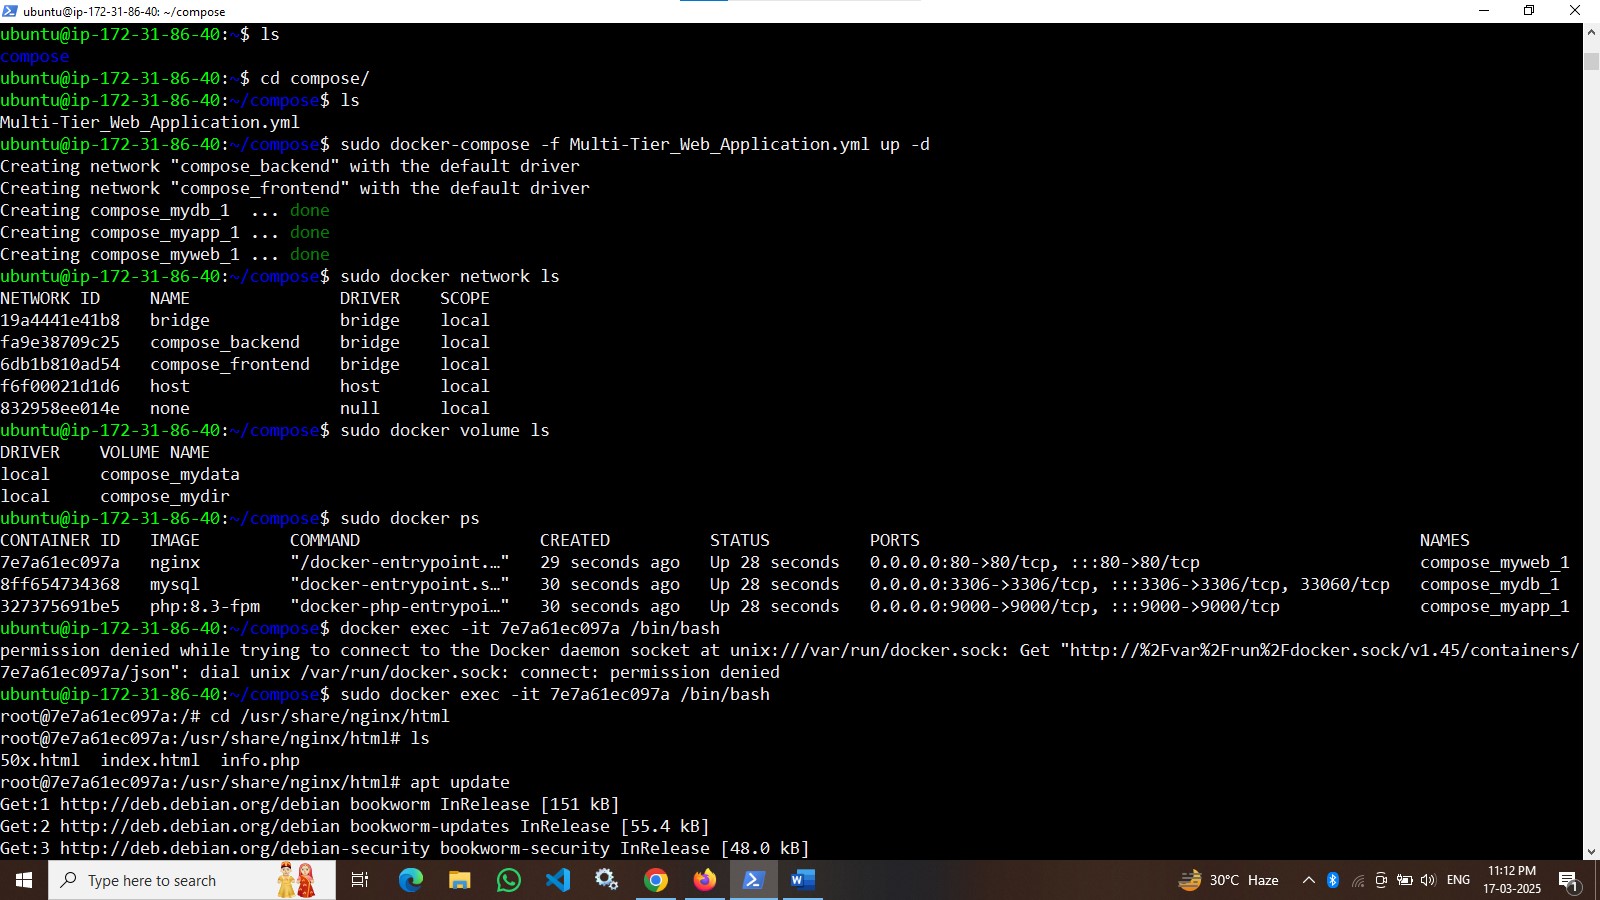 ubuntu@ip-172-31-86-40: ~/compose
ubuntu@ip-172-31-86-40:~$ ls
compose
ubuntu@ip-172-31-86-40:~$ cd compose/
ubuntu@ip-172-31-86-40:~/compose$ ls
Multi-Tier_Web_Application.yml
ubuntu@ip-172-31-86-40:~/compose$ sudo docker-compose -f Multi-Tier_Web_Application.yml up -d
Creating network "compose_backend" with the default driver
Creating network "compose_frontend" with the default driver
Creating compose_mydb_1  ... done
Creating compose_myapp_1 ... done
Creating compose_myweb_1 ... done
ubuntu@ip-172-31-86-40:~/compose$ sudo docker network ls
NETWORK ID     NAME               DRIVER    SCOPE
19a4441e41b8   bridge             bridge    local
fa9e38709c25   compose_backend    bridge    local
6db1b810ad54   compose_frontend   bridge    local
f6f00021d1d6   host               host      local
832958ee014e   none               null      local
ubuntu@ip-172-31-86-40:~/compose$ sudo docker volume ls
DRIVER    VOLUME NAME
local     compose_mydata
local     compose_mydir
ubuntu@ip-172-31-86-40:~/compose$ sudo docker ps
CONTAINER ID   IMAGE         COMMAND                  CREATED          STATUS          PORTS                                                  NAMES
7e7a61ec097a   nginx         "/docker-entrypoint.…"   29 seconds ago   Up 28 seconds   0.0.0.0:80->80/tcp, :::80->80/tcp                      compose_myweb_1
8ff654734368   mysql         "docker-entrypoint.s…"   30 seconds ago   Up 28 seconds   0.0.0.0:3306->3306/tcp, :::3306->3306/tcp, 33060/tcp   compose_mydb_1
327375691be5   php:8.3-fpm   "docker-php-entrypoi…"   30 seconds ago   Up 28 seconds   0.0.0.0:9000->9000/tcp, :::9000->9000/tcp              compose_myapp_1
ubuntu@ip-172-31-86-40:~/compose$ docker exec -it 7e7a61ec097a /bin/bash
permission denied while trying to connect to the Docker daemon socket at unix:///var/run/docker.sock: Get "http://%2Fvar%2Frun%2Fdocker.sock/v1.45/containers/
7e7a61ec097a/json": dial unix /var/run/docker.sock: connect: permission denied
ubuntu@ip-172-31-86-40:~/compose$ sudo docker exec -it 7e7a61ec097a /bin/bash
root@7e7a61ec097a:/# cd /usr/share/nginx/html
root@7e7a61ec097a:/usr/share/nginx/html# ls
50x.html  index.html  info.php
root@7e7a61ec097a:/usr/share/nginx/html# apt update
Get:1 http://deb.debian.org/debian bookworm InRelease [151 kB]
Get:2 http://deb.debian.org/debian bookworm-updates InRelease [55.4 kB]
Get:3 http://deb.debian.org/debian-security bookworm-security InRelease [48.0 kB]
Type here to search
30°C Haze
ENG
11:12 PM
17-03-2025
1